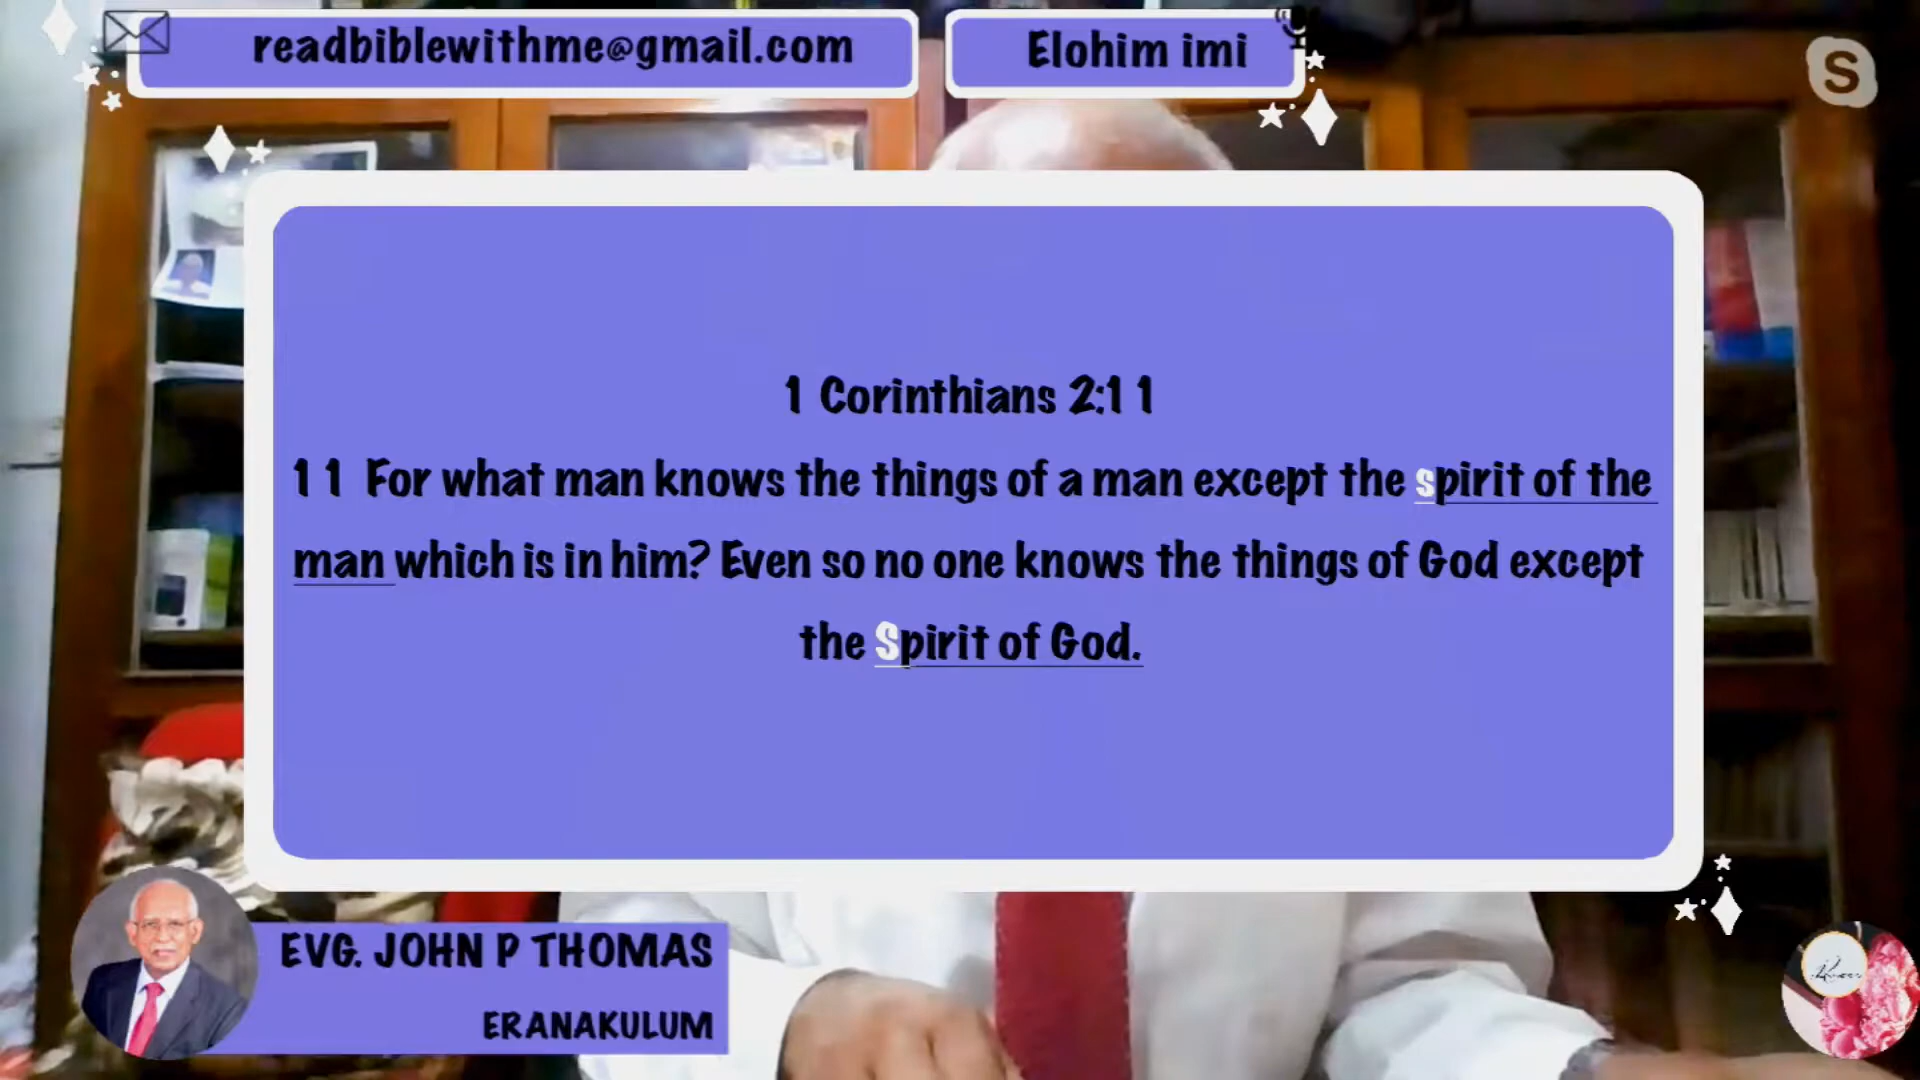 readbiblewithme@gmail.com
Elohim imi
1 Corinthians 2:11
11 For what man knows the things of a man except the spirit of the
man which is in him? Even so no one knows the things of God except
the Spirit of God.
EVG. JOHN P THOMAS
ERANAKULUM